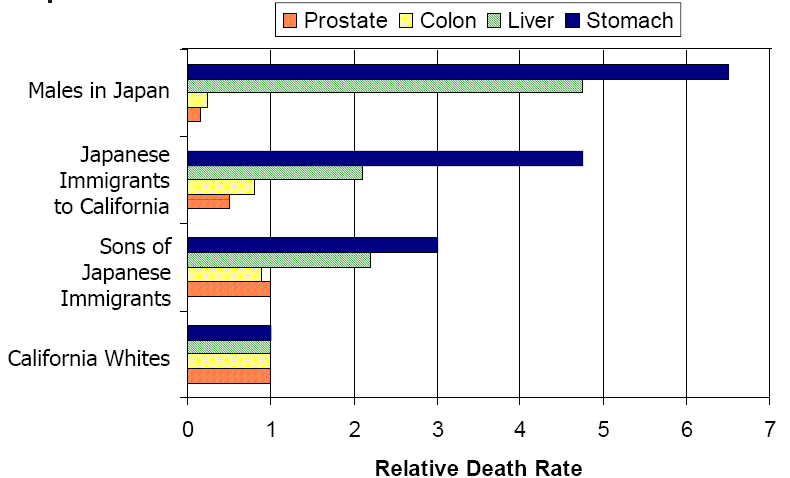 Prostate Colon Liver Stomach
Males in Japan
Japanese
Immigrants
to California
Sons of
Japanese
Immigrants
California Whites
0 1 2 3 4 5 6 7
Relative Death Rate